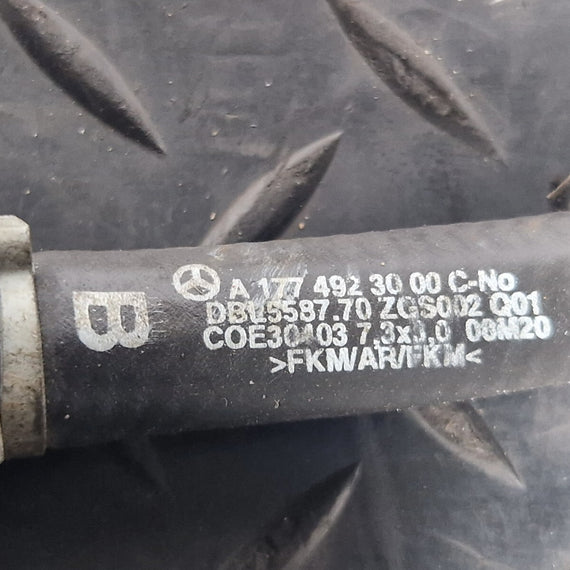 A 177 492 30 00 C-No
DBL5587.70 ZGS002 Q01
COE30403 7,3x3,0 08M20
>FKM/AR/FKM<
B